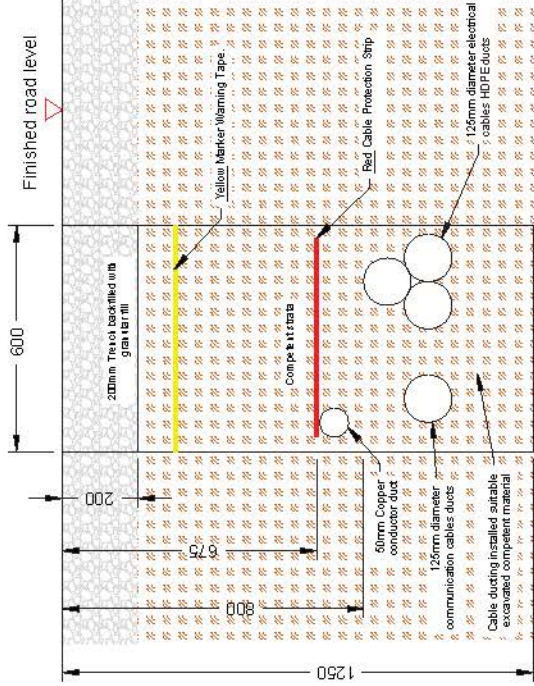 Finished road level
600
200mm Trench backfilled with
granular fill
Yellow Marker Warning Tape.
Competent strata
Red Cable Protection Strip
125mm diameter electrical
cables HDPE ducts
200
675
800
1250
50mm Copper
conductor duct
125mm diameter
communication cables ducts
Cable ducting installed suitable
excavated competent material